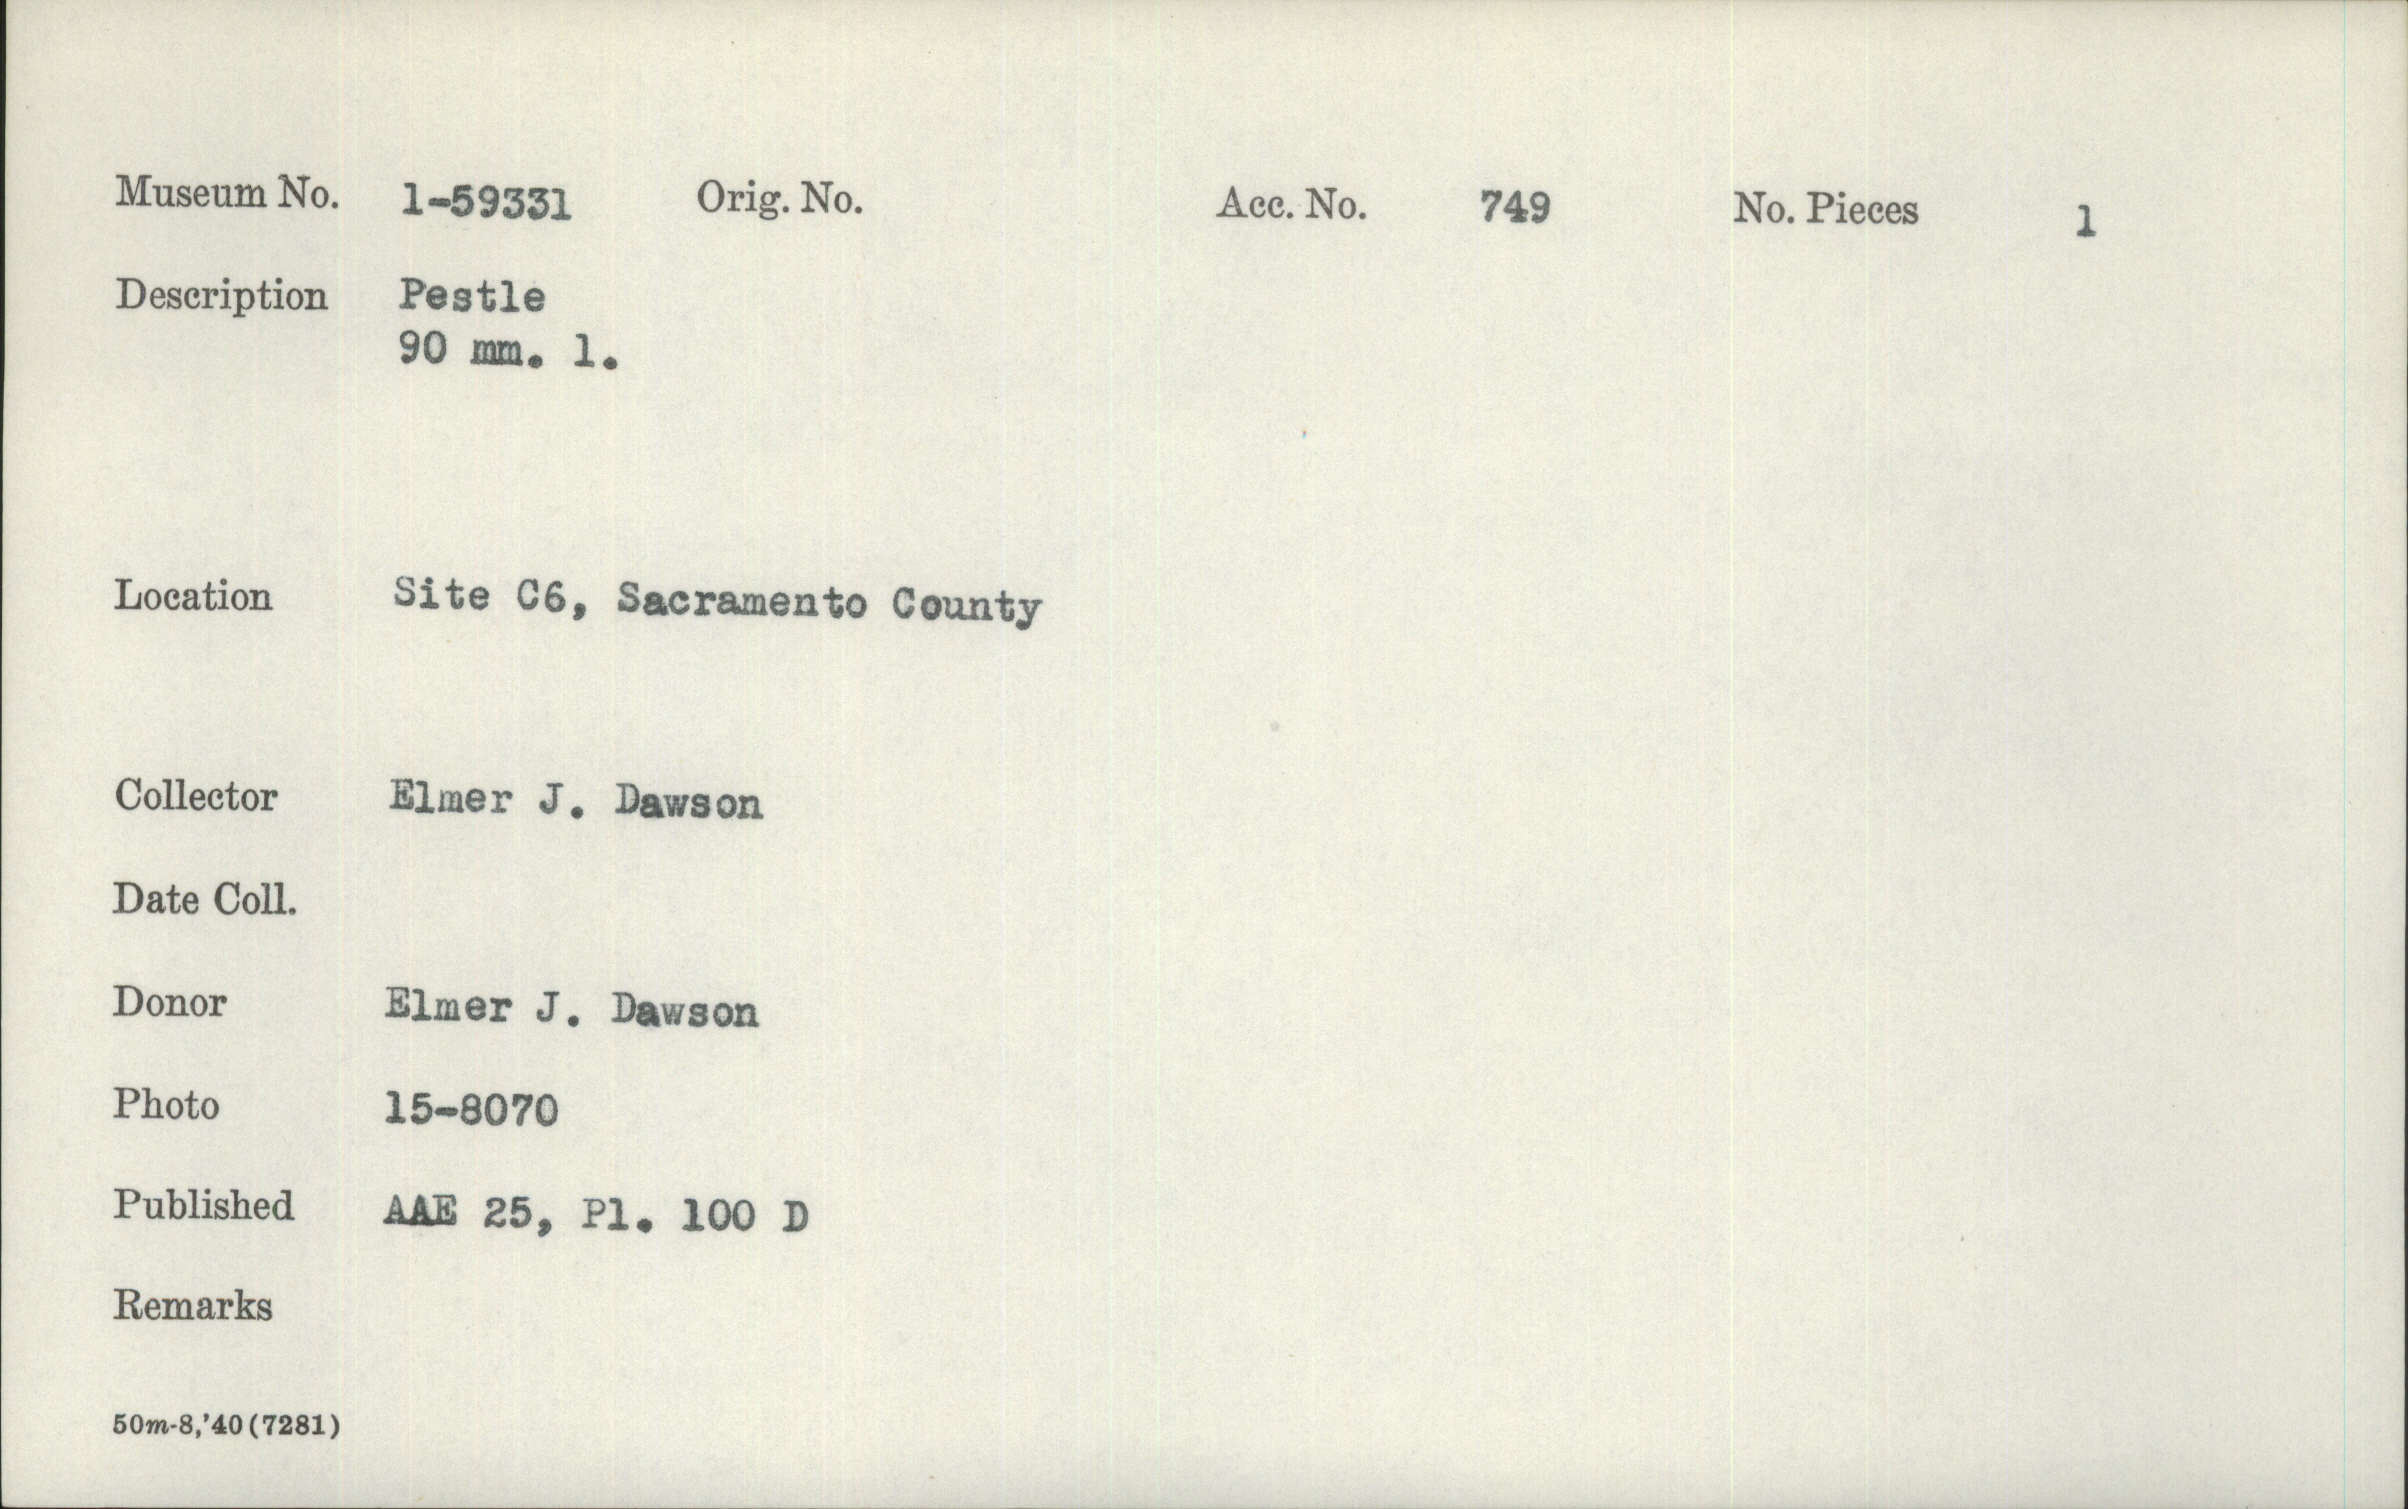 Museum No. 1-59331 Orig. No. Acc. No. 749 No. Pieces 1
Description Pestle
90 mm. l.
Location Site C6, Sacramento County
Collector Elmer J. Dawson
Date Coll.
Donor Elmer J. Dawson
Photo 15-8070
Published AAE 25, Pl. 100 D
Remarks
50m-8,'40(7281)